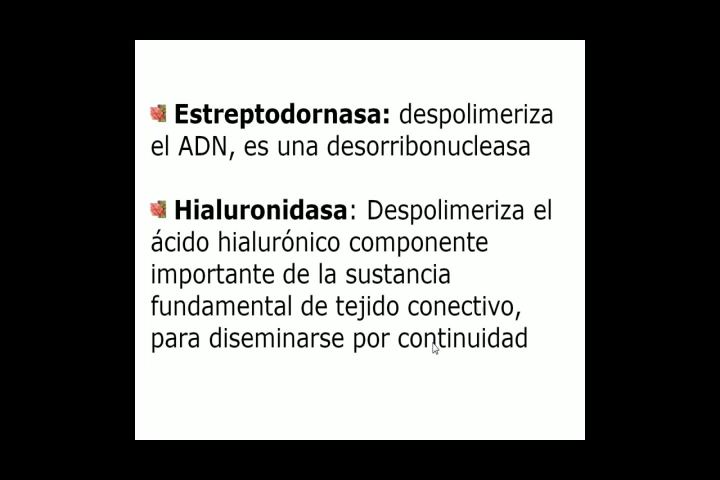 Estreptodornasa: despolimeriza
el ADN, es una desorribonucleasa
Hialuronidasa: Despolimeriza el
ácido hialurónico componente
importante de la sustancia
fundamental de tejido conectivo,
para diseminarse por continuidad